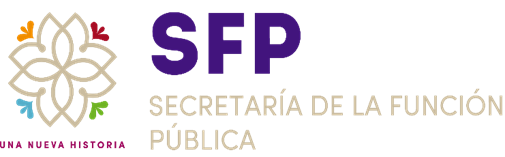 SFP
SECRETARÍA DE LA FUNCIÓN
PÚBLICA
UNA NUEVA HISTORIA